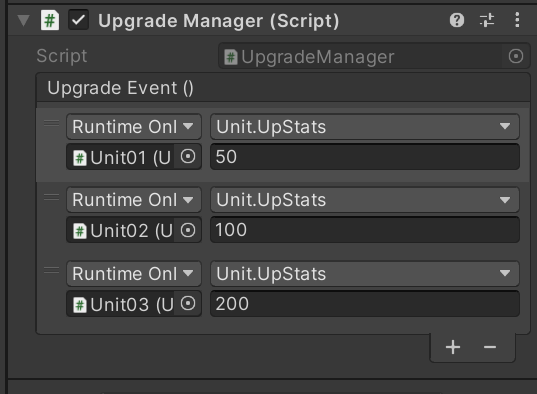 Upgrade Manager (Script)
Script UpgradeManager
Upgrade Event ()
Runtime Onl Unit.UpStats
Unit01 (U 50
Runtime Onl Unit.UpStats
Unit02 (U 100
Runtime Onl Unit.UpStats
Unit03 (U 200
+ −